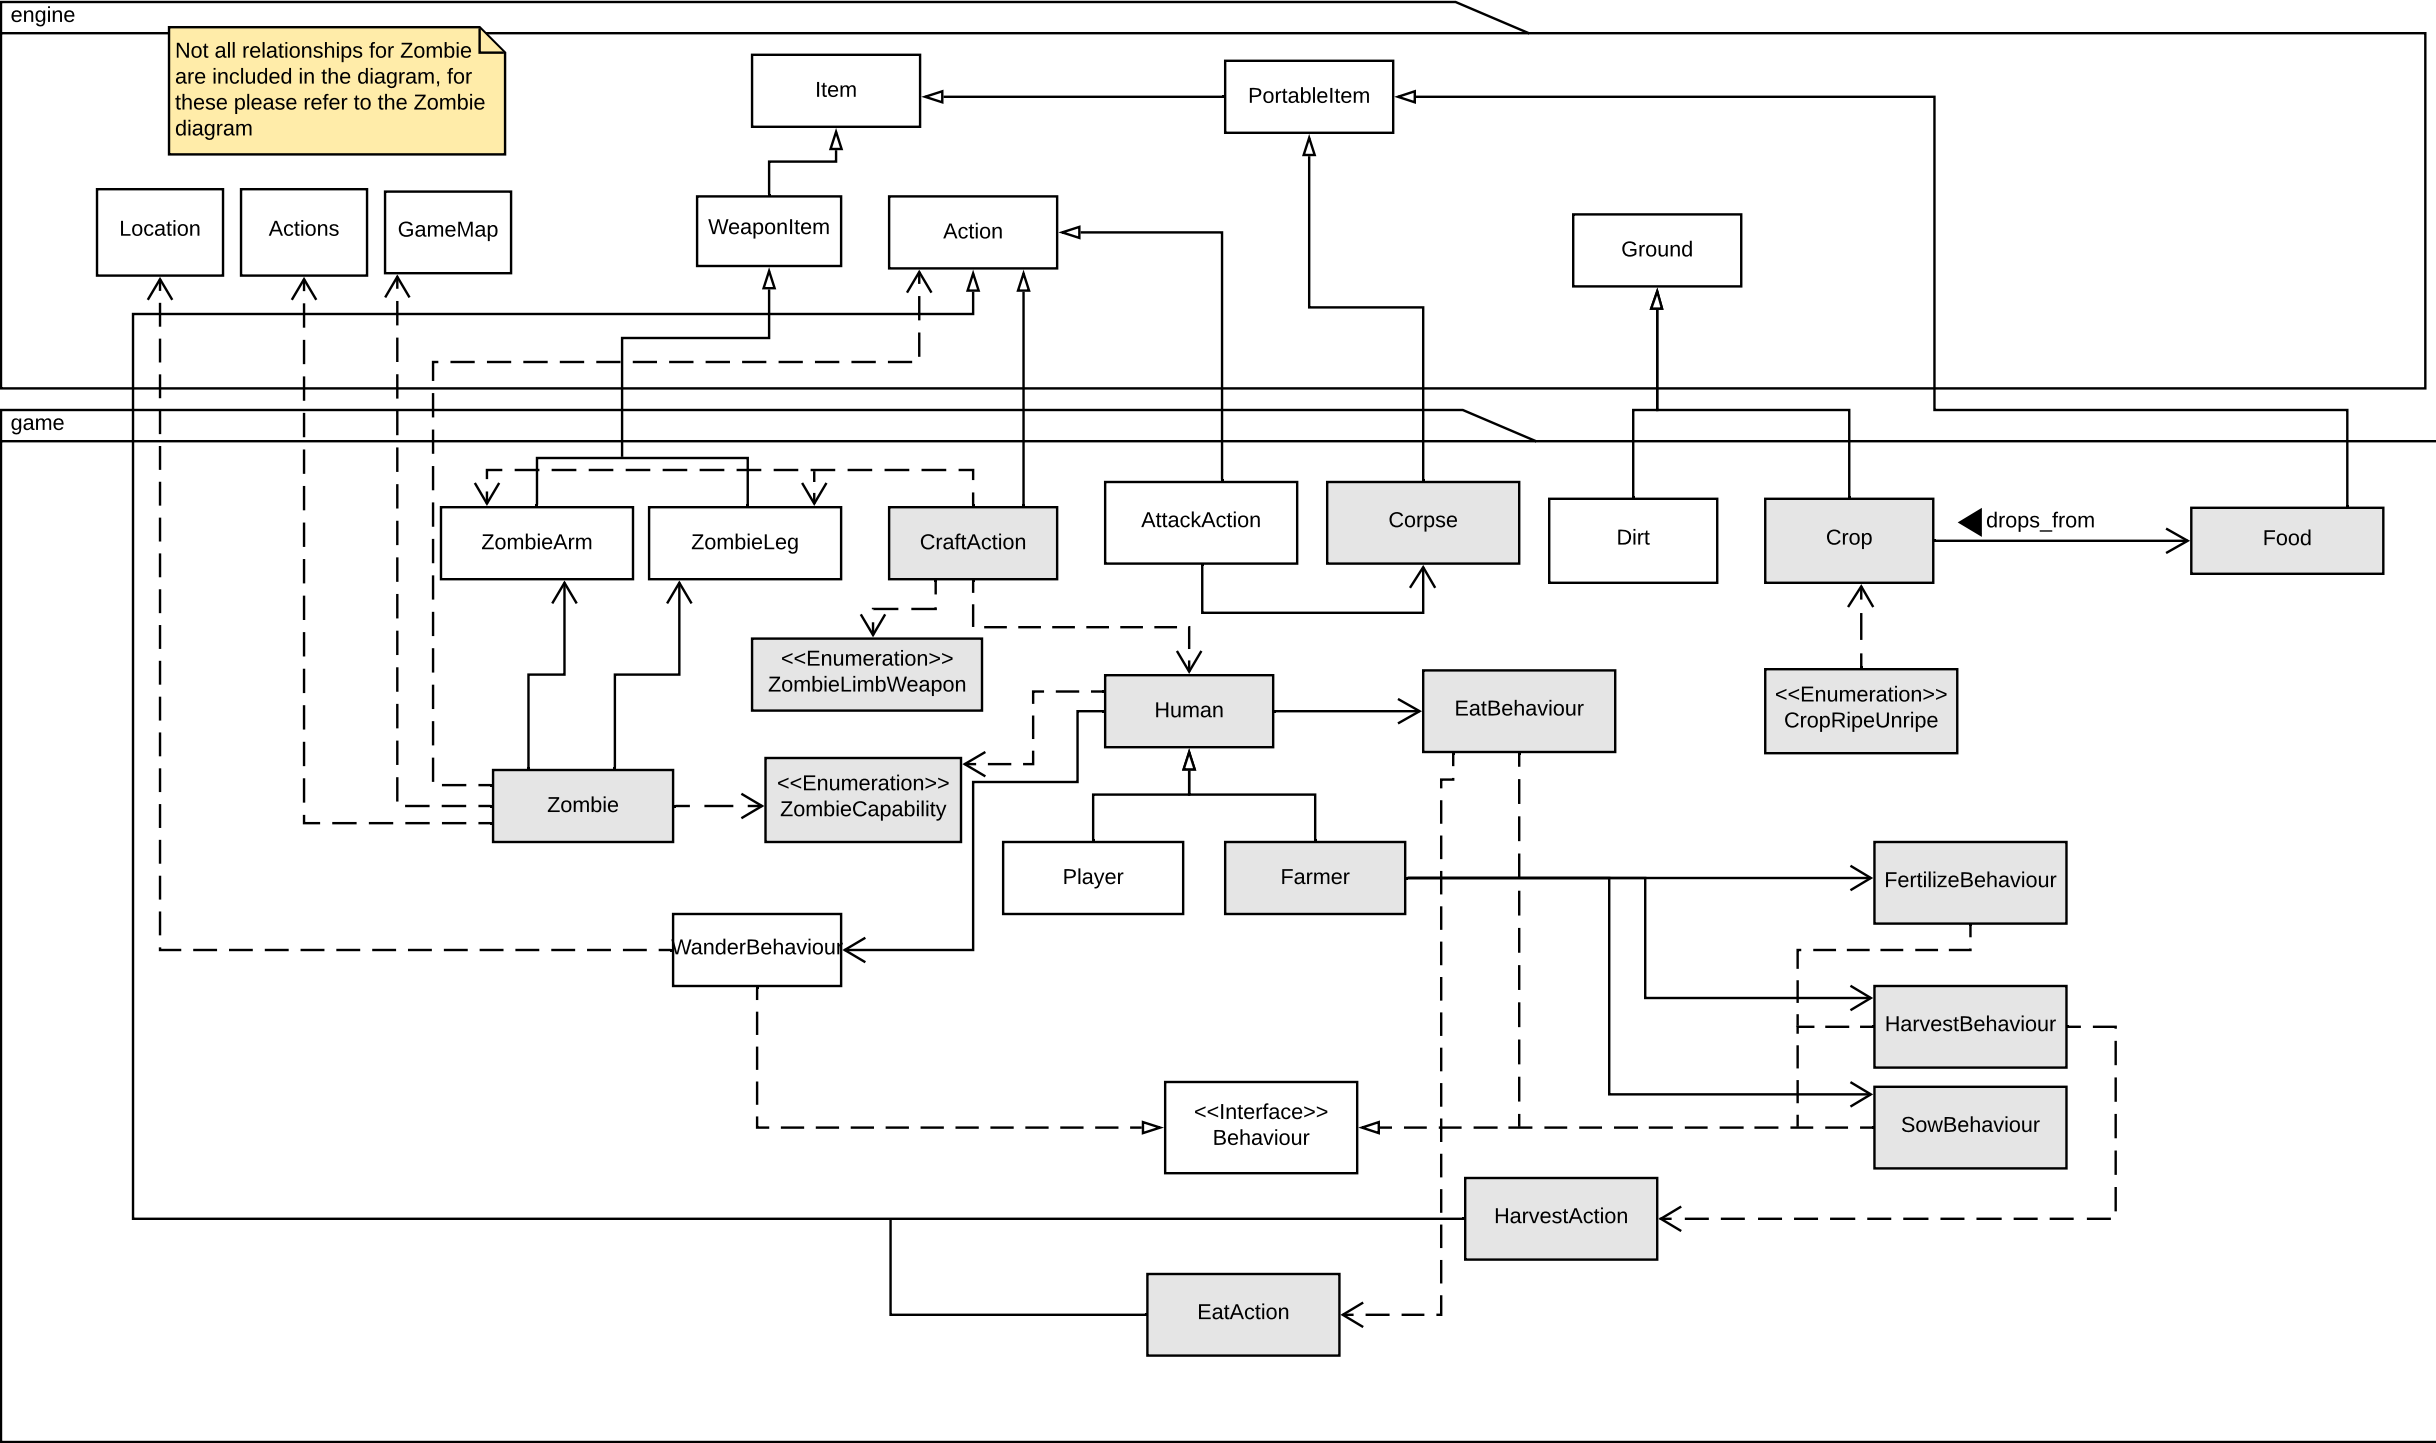 engine
Not all relationships for Zombie
are included in the diagram, for
these please refer to the Zombie
diagram
Item
PortableItem
Location
Actions
GameMap
WeaponItem
Action
Ground
game
ZombieArm
ZombieLeg
CraftAction
AttackAction
Corpse
Dirt
Crop
drops_from
Food
<<Enumeration>>
ZombieLimbWeapon
Human
EatBehaviour
<<Enumeration>>
CropRipeUnripe
Zombie
<<Enumeration>>
ZombieCapability
Player
Farmer
FertilizeBehaviour
WanderBehaviour
HarvestBehaviour
<<Interface>>
Behaviour
SowBehaviour
HarvestAction
EatAction